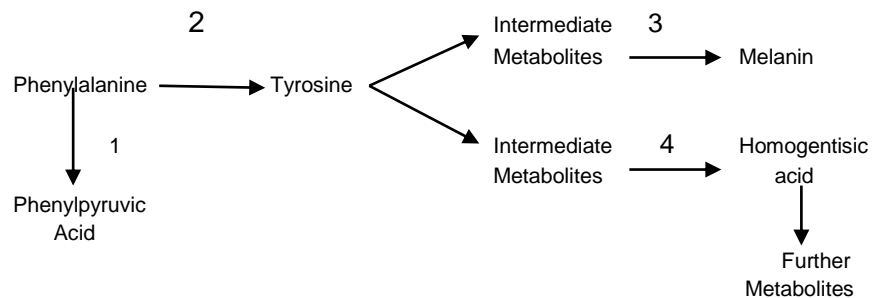 2
Intermediate
Metabolites
3
Phenylalanine
Tyrosine
Melanin
1
Intermediate
Metabolites
4
Homogentisic
acid
Phenylpyruvic
Acid
Further
Metabolites